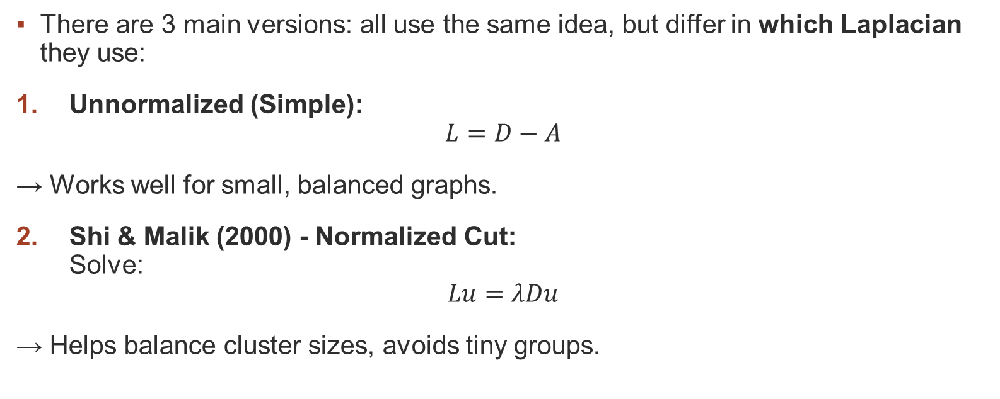 ▪ There are 3 main versions: all use the same idea, but differ in which Laplacian
they use:
1. Unnormalized (Simple):
L = D − A
→ Works well for small, balanced graphs.
2. Shi & Malik (2000) - Normalized Cut:
Solve:
Lu = λDu
→ Helps balance cluster sizes, avoids tiny groups.